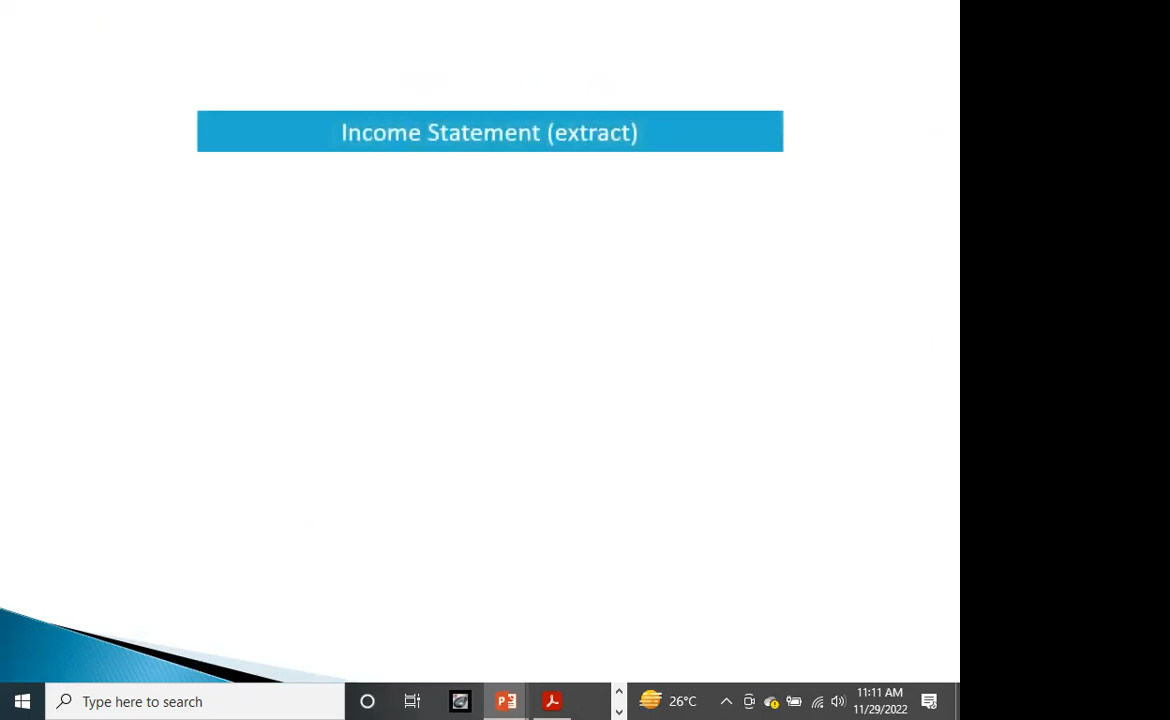 Income Statement (extract)
Type here to search
26°C
11:11 AM
11/29/2022